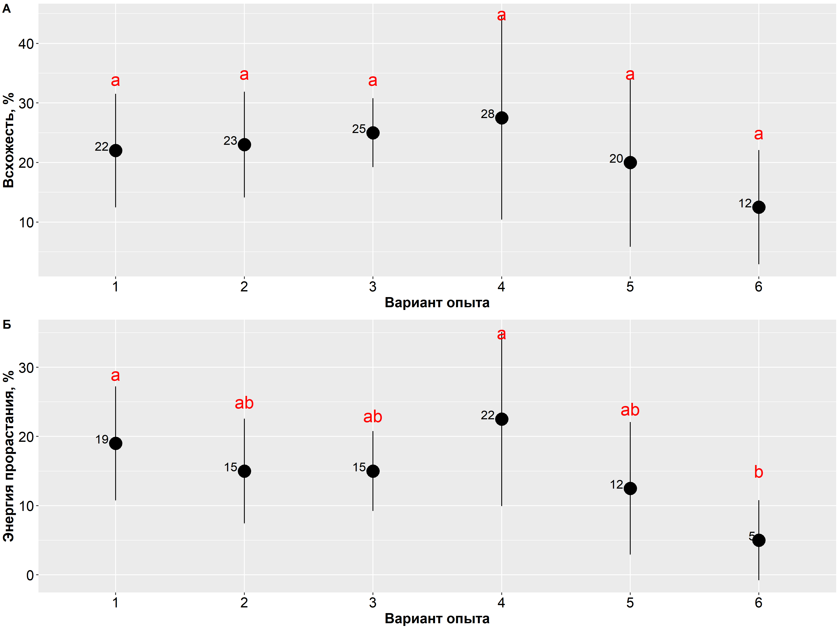 А
Всхожесть, %
40
30
20
10
a
a
a
a
a
a
22
23
25
28
20
12
1 2 3 4 5 6
Вариант опыта
Б
Энергия прорастания, %
30
20
10
0
a
ab
ab
a
ab
b
19
15
15
22
12
5
1 2 3 4 5 6
Вариант опыта